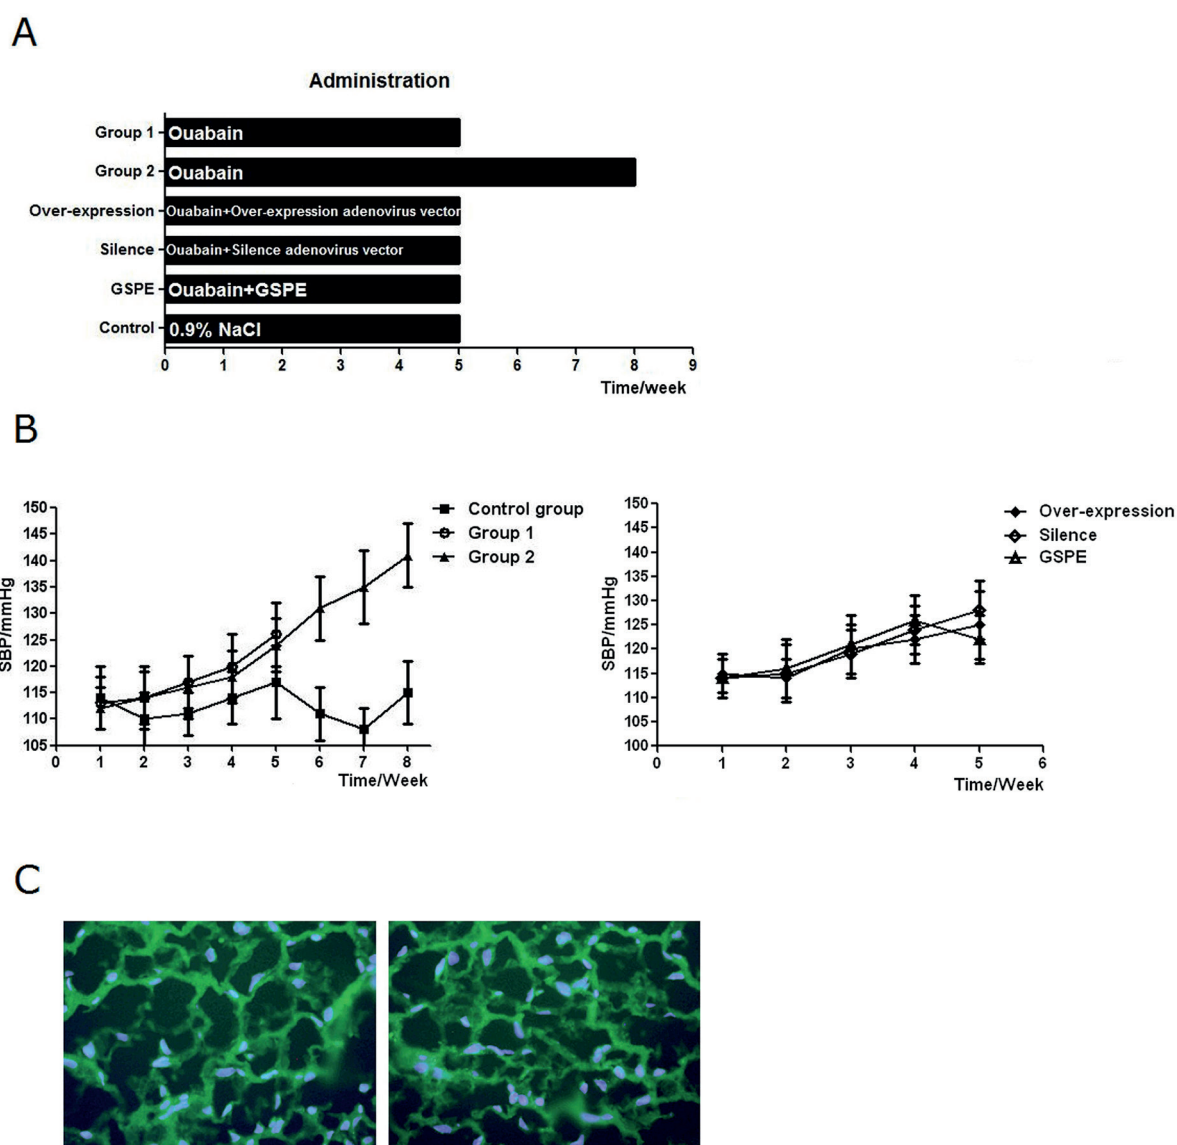 A
Administration
Group 1
Ouabain
Group 2
Ouabain
Over-expression
Ouabain+Over-expression adenovirus vector
Silence
Ouabain+Silence adenovirus vector
GSPE
Ouabain+GSPE
Control
0.9% NaCl
0 1 2 3 4 5 6 7 8 9
Time/week
B
150
145
140
135
130
125
120
115
110
105
SBP/mmHg
0 1 2 3 4 5 6 7 8
Time/Week
Control group
Group 1
Group 2
150
145
140
135
130
125
120
115
110
105
100
SBP/mmHg
0 1 2 3 4 5 6
Time/Week
Over-expression
Silence
GSPE
C